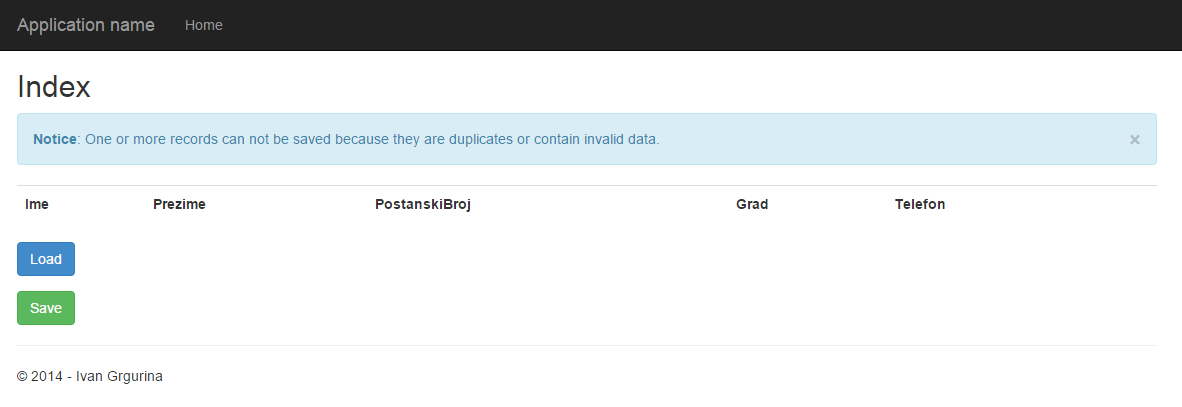 Application name Home
Index
Notice: One or more records can not be saved because they are duplicates or contain invalid data. ×
Ime Prezime PostanskiBroj Grad Telefon
Load
Save
© 2014 - Ivan Grgurina